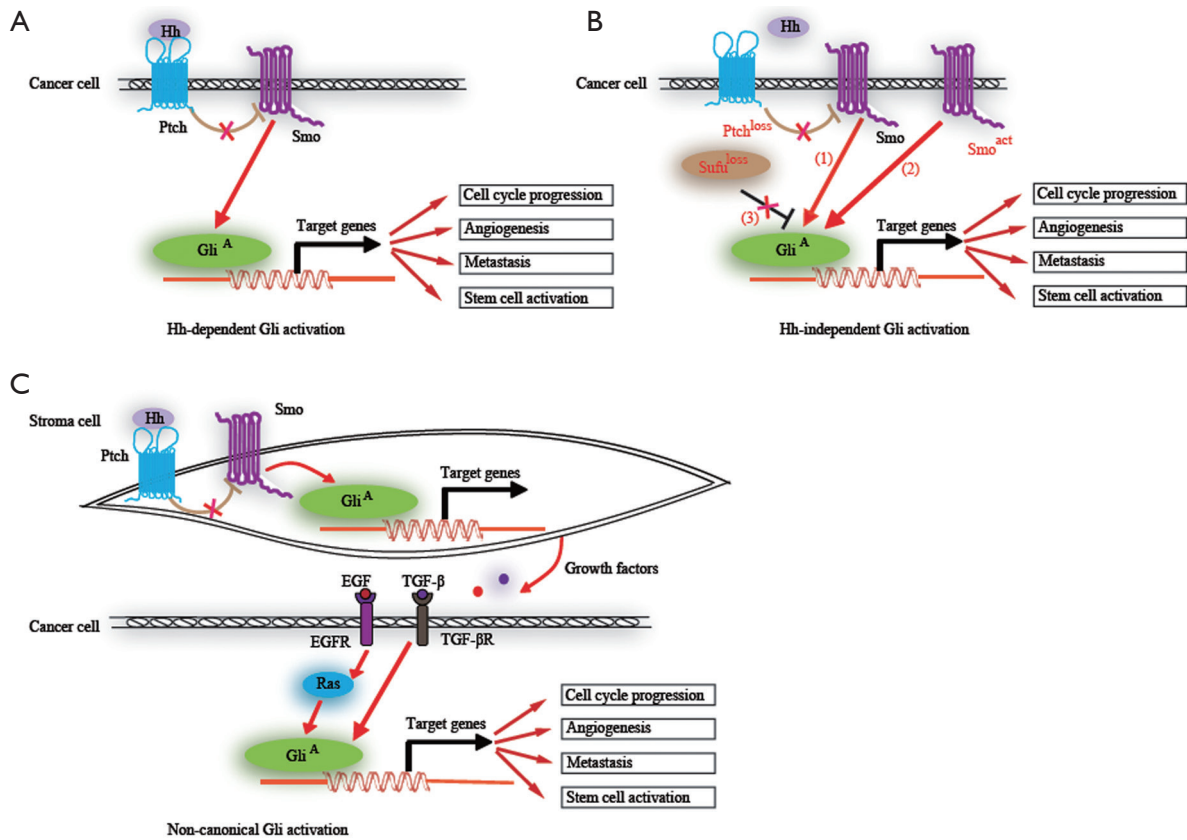 A
Hh
Cancer cell
Ptch
Smo
Gli A
Target genes
Cell cycle progression
Angiogenesis
Metastasis
Stem cell activation
Hh-dependent Gli activation
B
Hh
Cancer cell
Ptch loss
Smo
Smo act
Sufu loss
(1)
(2)
(3)
Gli A
Target genes
Cell cycle progression
Angiogenesis
Metastasis
Stem cell activation
Hh-independent Gli activation
C
Stroma cell
Hh
Smo
Ptch
Gli A
Target genes
Growth factors
EGF
TGF-β
Cancer cell
EGFR
TGF-βR
Ras
Gli A
Target genes
Cell cycle progression
Angiogenesis
Metastasis
Stem cell activation
Non-canonical Gli activation